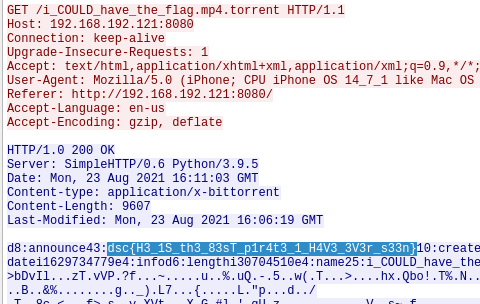 GET /i_COULD_have_the_flag.mp4.torrent HTTP/1.1
Host: 192.168.192.121:8080
Connection: keep-alive
Upgrade-Insecure-Requests: 1
Accept: text/html,application/xhtml+xml,application/xml;q=0.9,*/*;
User-Agent: Mozilla/5.0 (iPhone; CPU iPhone OS 14_7_1 like Mac OS
Referer: http://192.168.192.121:8080/
Accept-Language: en-us
Accept-Encoding: gzip, deflate
HTTP/1.0 200 OK
Server: SimpleHTTP/0.6 Python/3.9.5
Date: Mon, 23 Aug 2021 16:11:03 GMT
Content-type: application/x-bittorrent
Content-Length: 9607
Last-Modified: Mon, 23 Aug 2021 16:06:19 GMT
d8:announce43:dsc{H3_1S_th3_83sT_p1r4t3_1_H4V3_3V3r_s33n}10:create
datei1629734779e4:infod6:lengthi30704510e4:name25:i_COULD_have_the
>bDvIl...zT.vVP.?f...~.....u..%.uQ.-.5..w(.T...>....hx.Qbo!.T%.N..
..B..&%........g.._).L7...{.....L."p...d../